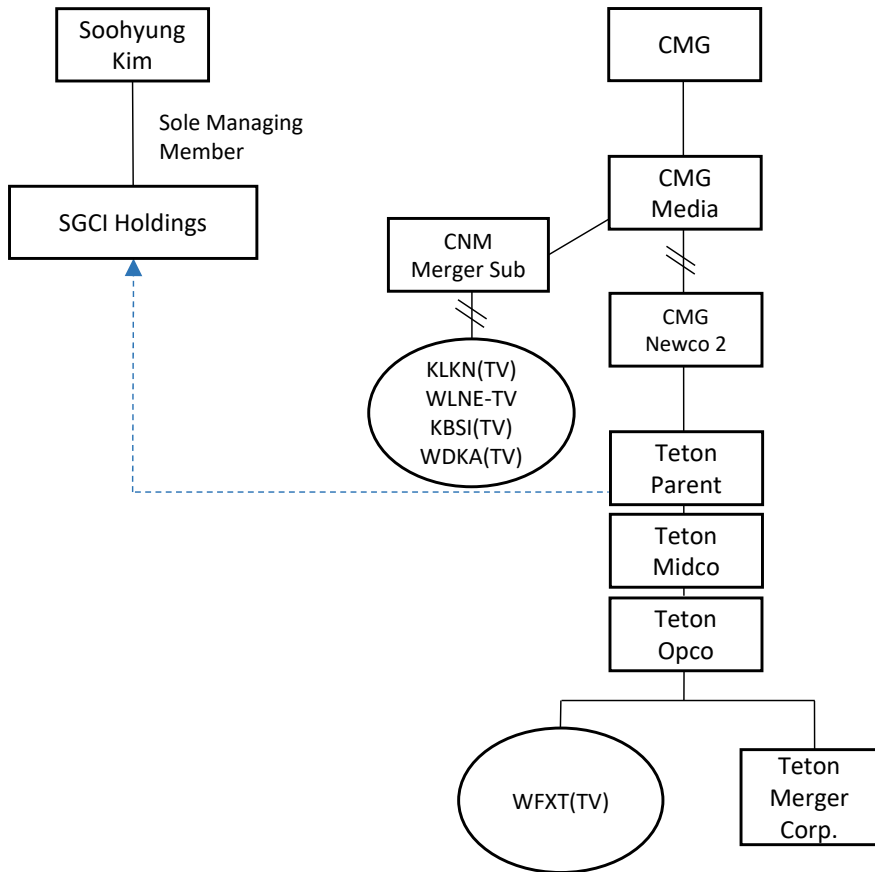 Soohyung
Kim
CMG
Sole Managing
Member
SGCI Holdings
CMG
Media
CNM
Merger Sub
CMG
Newco 2
KLKN(TV)
WLNE-TV
KBSI(TV)
WDKA(TV)
Teton
Parent
Teton
Midco
Teton
Opco
WFXT(TV)
Teton
Merger
Corp.